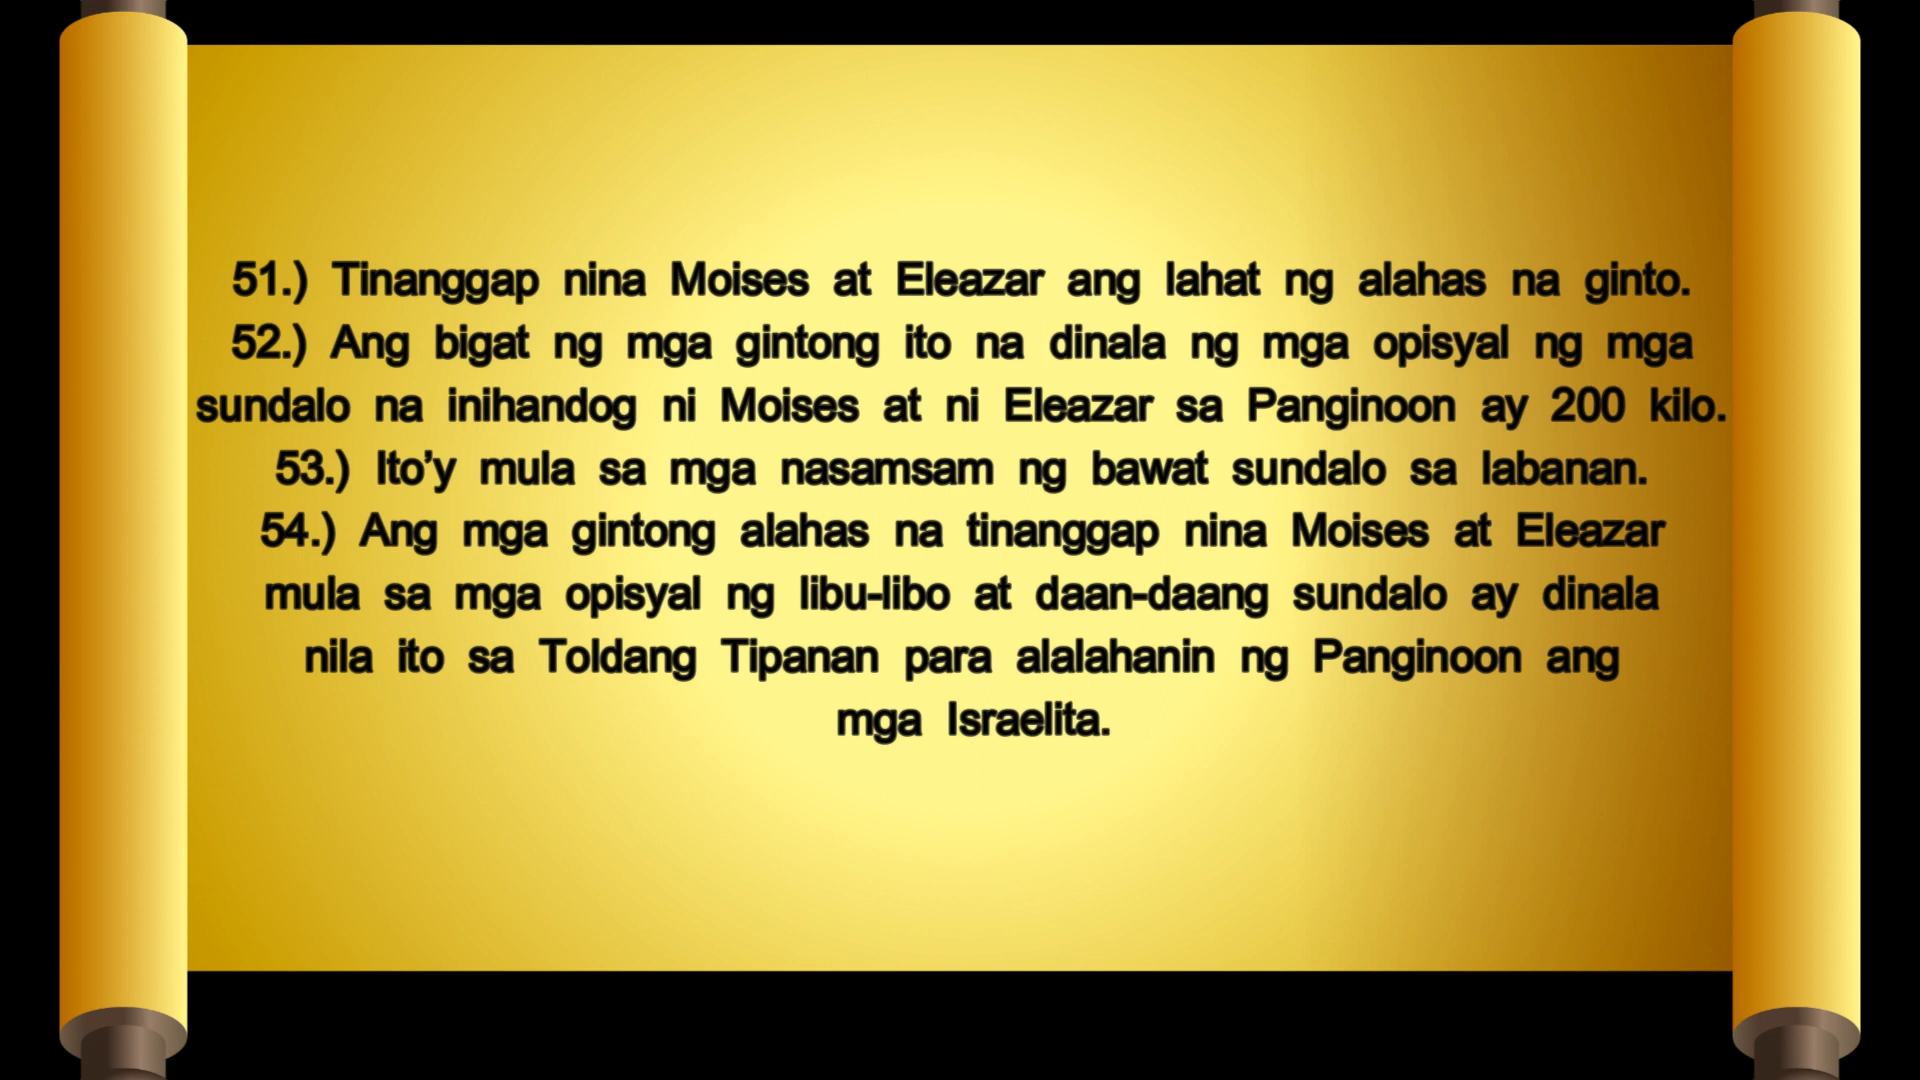 51.) Tinanggap nina Moises at Eleazar ang lahat ng alahas na ginto.
52.) Ang bigat ng mga gintong ito na dinala ng mga opisyal ng mga
sundalo na inihandog ni Moises at ni Eleazar sa Panginoon ay 200 kilo.
53.) Ito’y mula sa mga nasamsam ng bawat sundalo sa labanan.
54.) Ang mga gintong alahas na tinanggap nina Moises at Eleazar
mula sa mga opisyal ng libu-libo at daan-daang sundalo ay dinala
nila ito sa Toldang Tipanan para alalahanin ng Panginoon ang
mga Israelita.